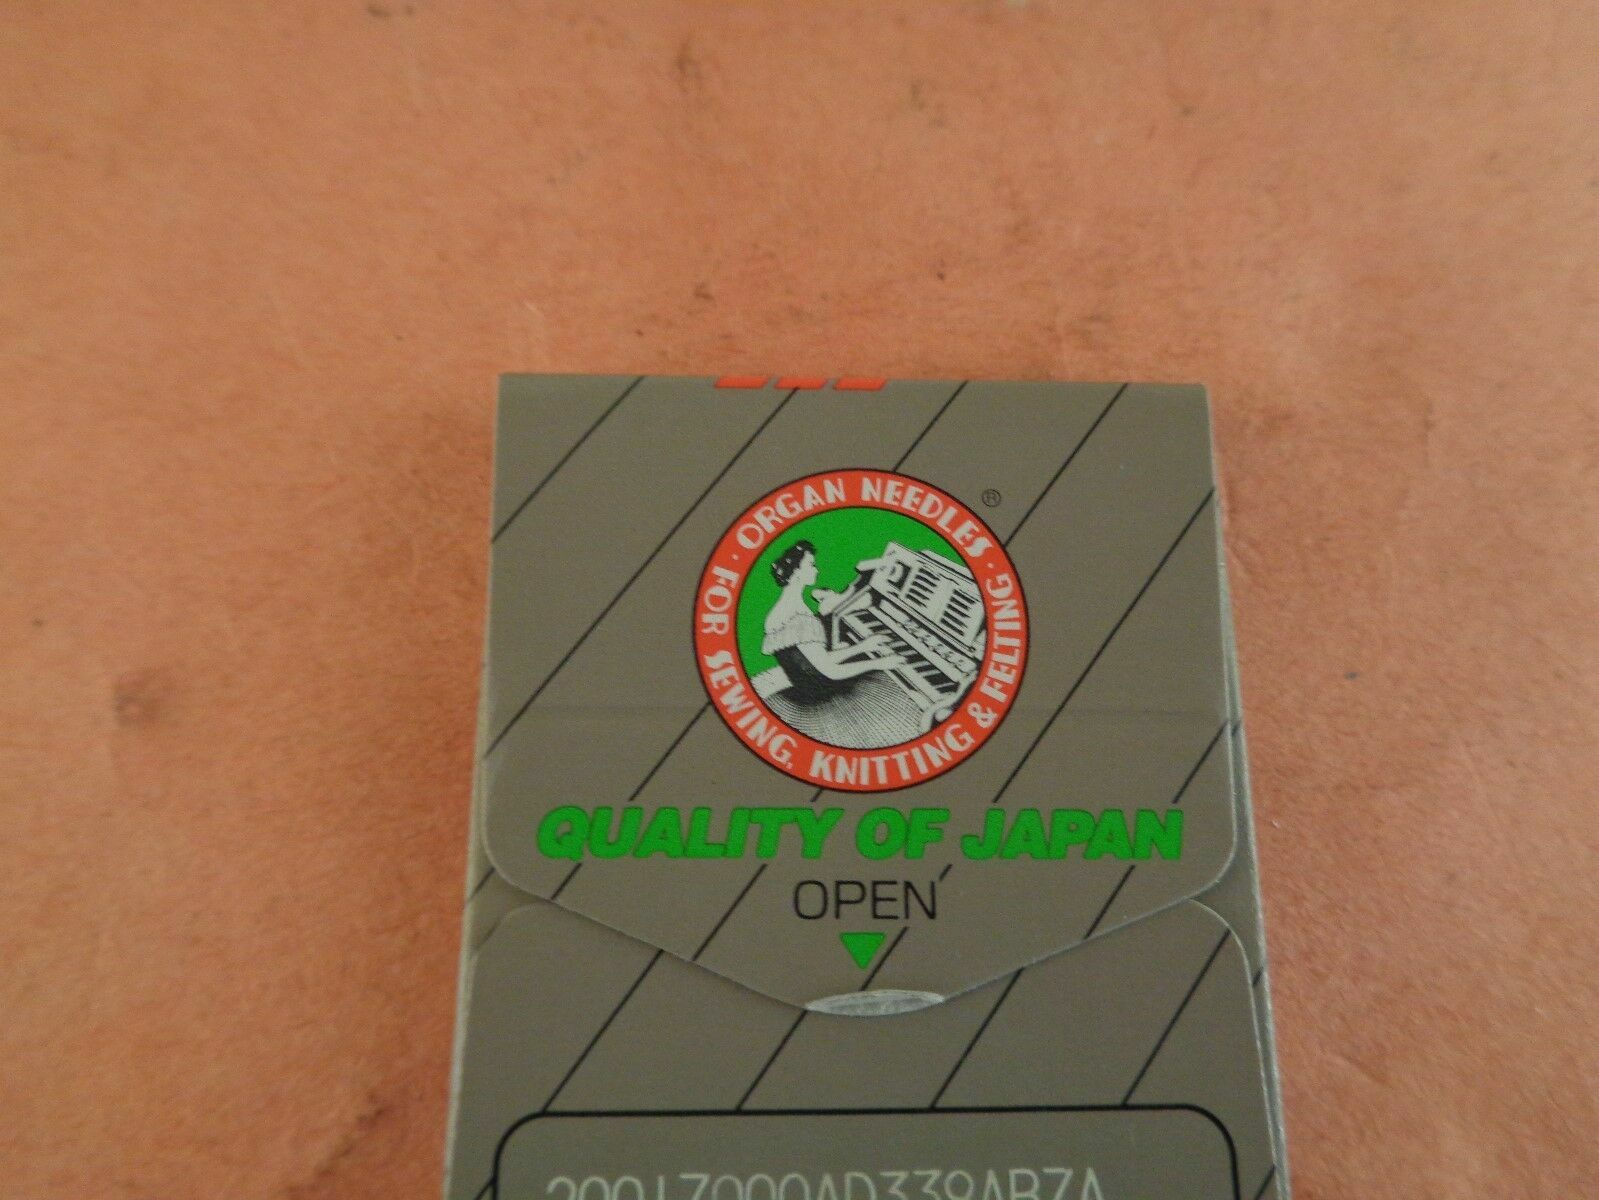 · ORGAN NEEDLES · ®
FOR SEWING, KNITTING & FELTING
QUALITY OF JAPAN
OPEN